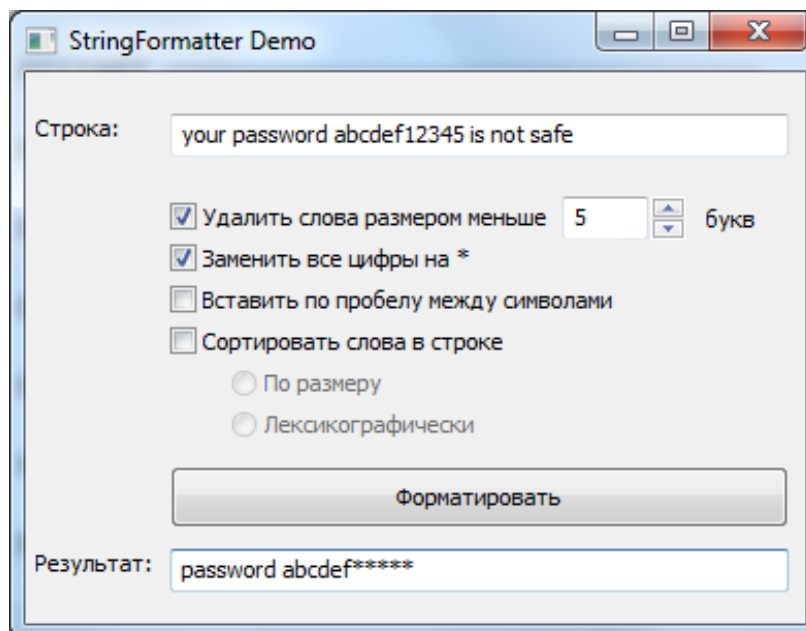 StringFormatter Demo
Строка: your password abcdef12345 is not safe
Удалить слова размером меньше 5 букв
Заменить все цифры на *
Вставить по пробелу между символами
Сортировать слова в строке
По размеру
Лексикографически
Форматировать
Результат: password abcdef*****